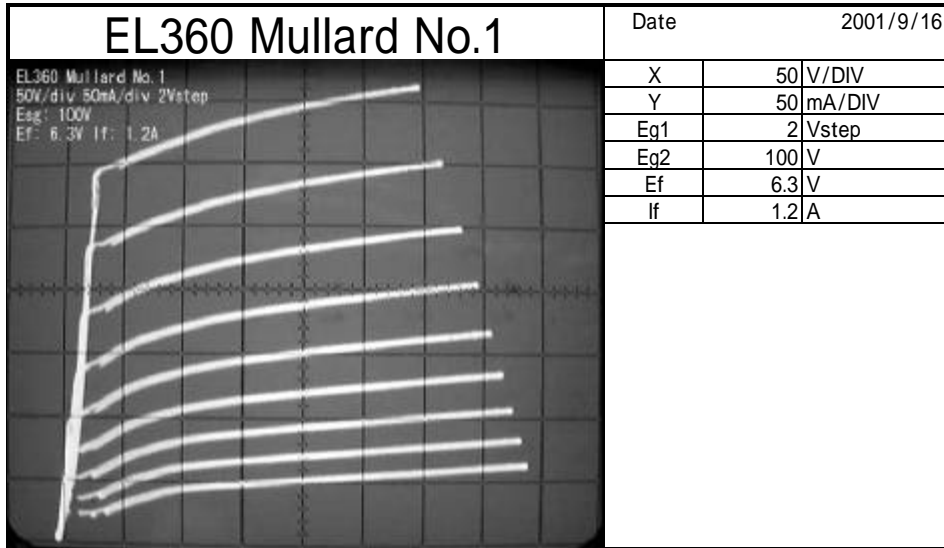 EL360 Mullard No.1
Date 2001/9/16
EL360 Mullard No.1
50V/div 50mA/div 2Vstep
Esg: 100V
Ef: 6.3V If: 1.2A
X 50 V/DIV
Y 50 mA/DIV
Eg1 2 Vstep
Eg2 100 V
Ef 6.3 V
If 1.2 A